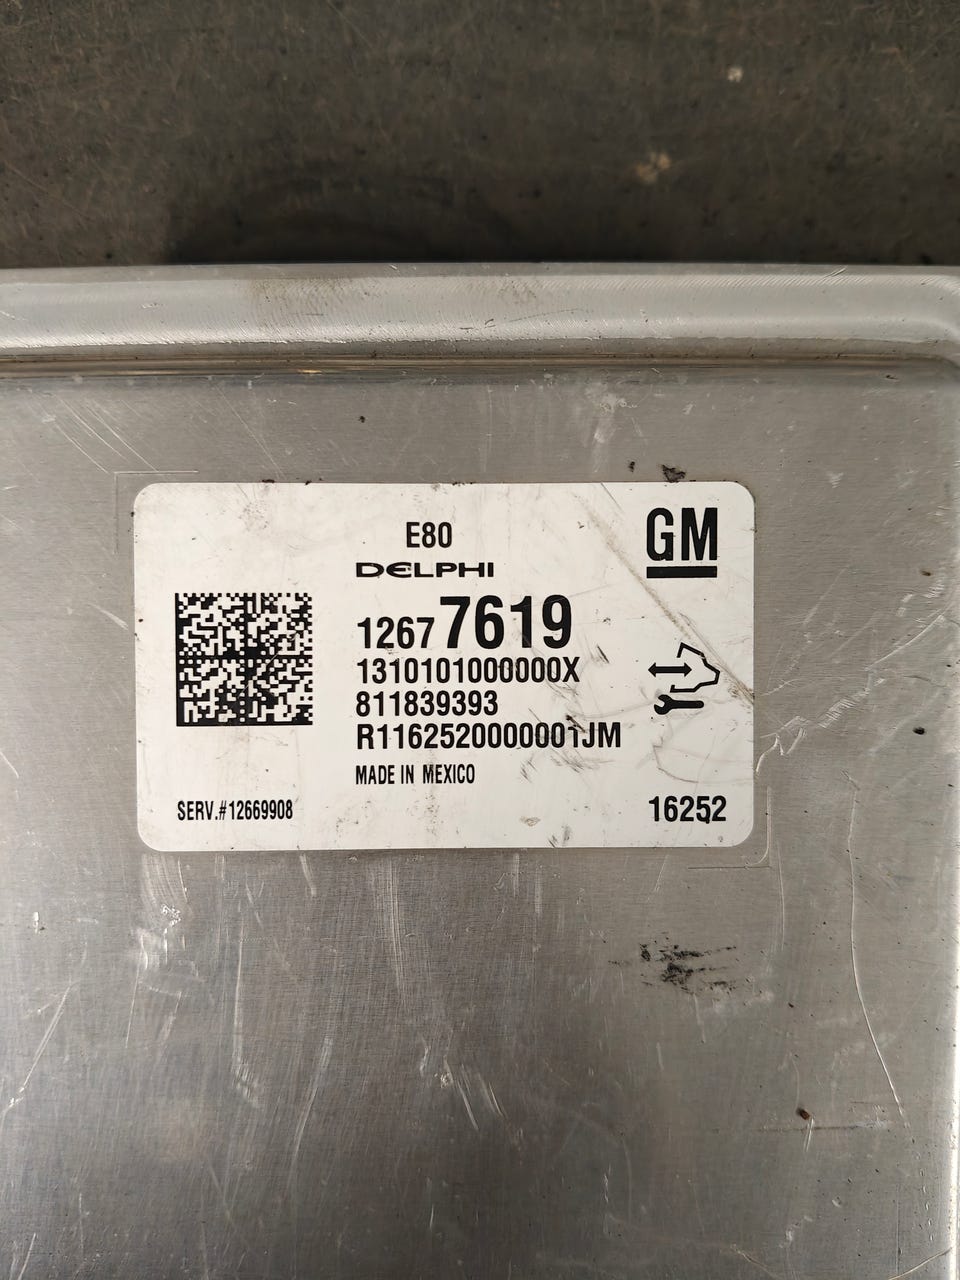 E80
GM
DELPHI
12677619
1310101000000X
811839393
R1162520000001JM
MADE IN MEXICO
SERV.#12669908
16252